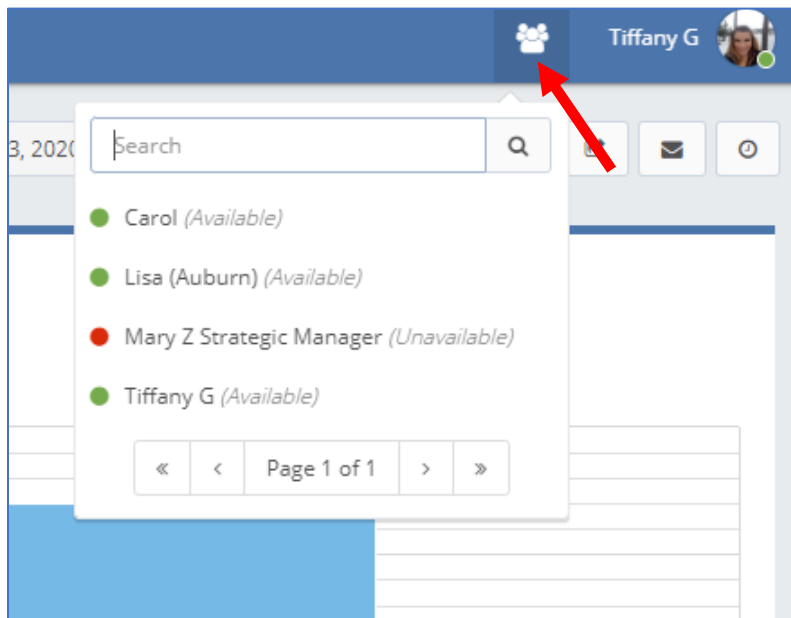 Tiffany G
3, 2020
Search
Carol (Available)
Lisa (Auburn) (Available)
Mary Z Strategic Manager (Unavailable)
Tiffany G (Available)
« < Page 1 of 1 > »